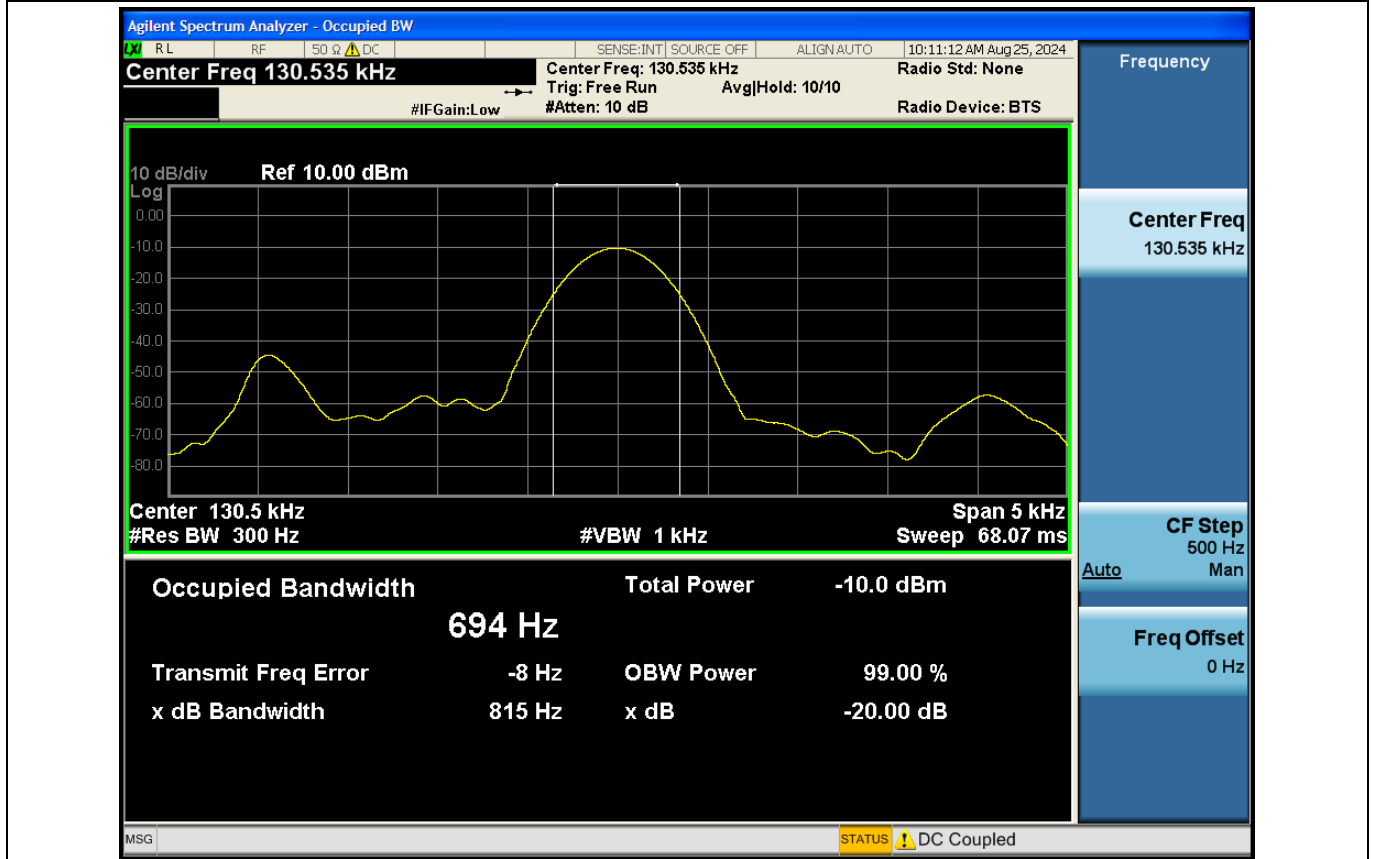 Agilent Spectrum Analyzer - Occupied BW
LXI RL RF 50 Ω DC SENSE:INT SOURCE OFF ALIGN AUTO 10:11:12 AM Aug 25, 2024
Center Freq 130.535 kHz
Center Freq: 130.535 kHz Radio Std: None
Trig: Free Run Avg|Hold: 10/10
#IFGain:Low #Atten: 10 dB Radio Device: BTS
10 dB/div Ref 10.00 dBm
Log
0.00
-10.0
-20.0
-30.0
-40.0
-50.0
-60.0
-70.0
-80.0
Center 130.5 kHz Span 5 kHz
#Res BW 300 Hz #VBW 1 kHz Sweep 68.07 ms
Occupied Bandwidth Total Power -10.0 dBm
694 Hz
Transmit Freq Error -8 Hz OBW Power 99.00 %
x dB Bandwidth 815 Hz x dB -20.00 dB
Frequency
Center Freq
130.535 kHz
CF Step
500 Hz
Auto Man
Freq Offset
0 Hz
MSG STATUS DC Coupled